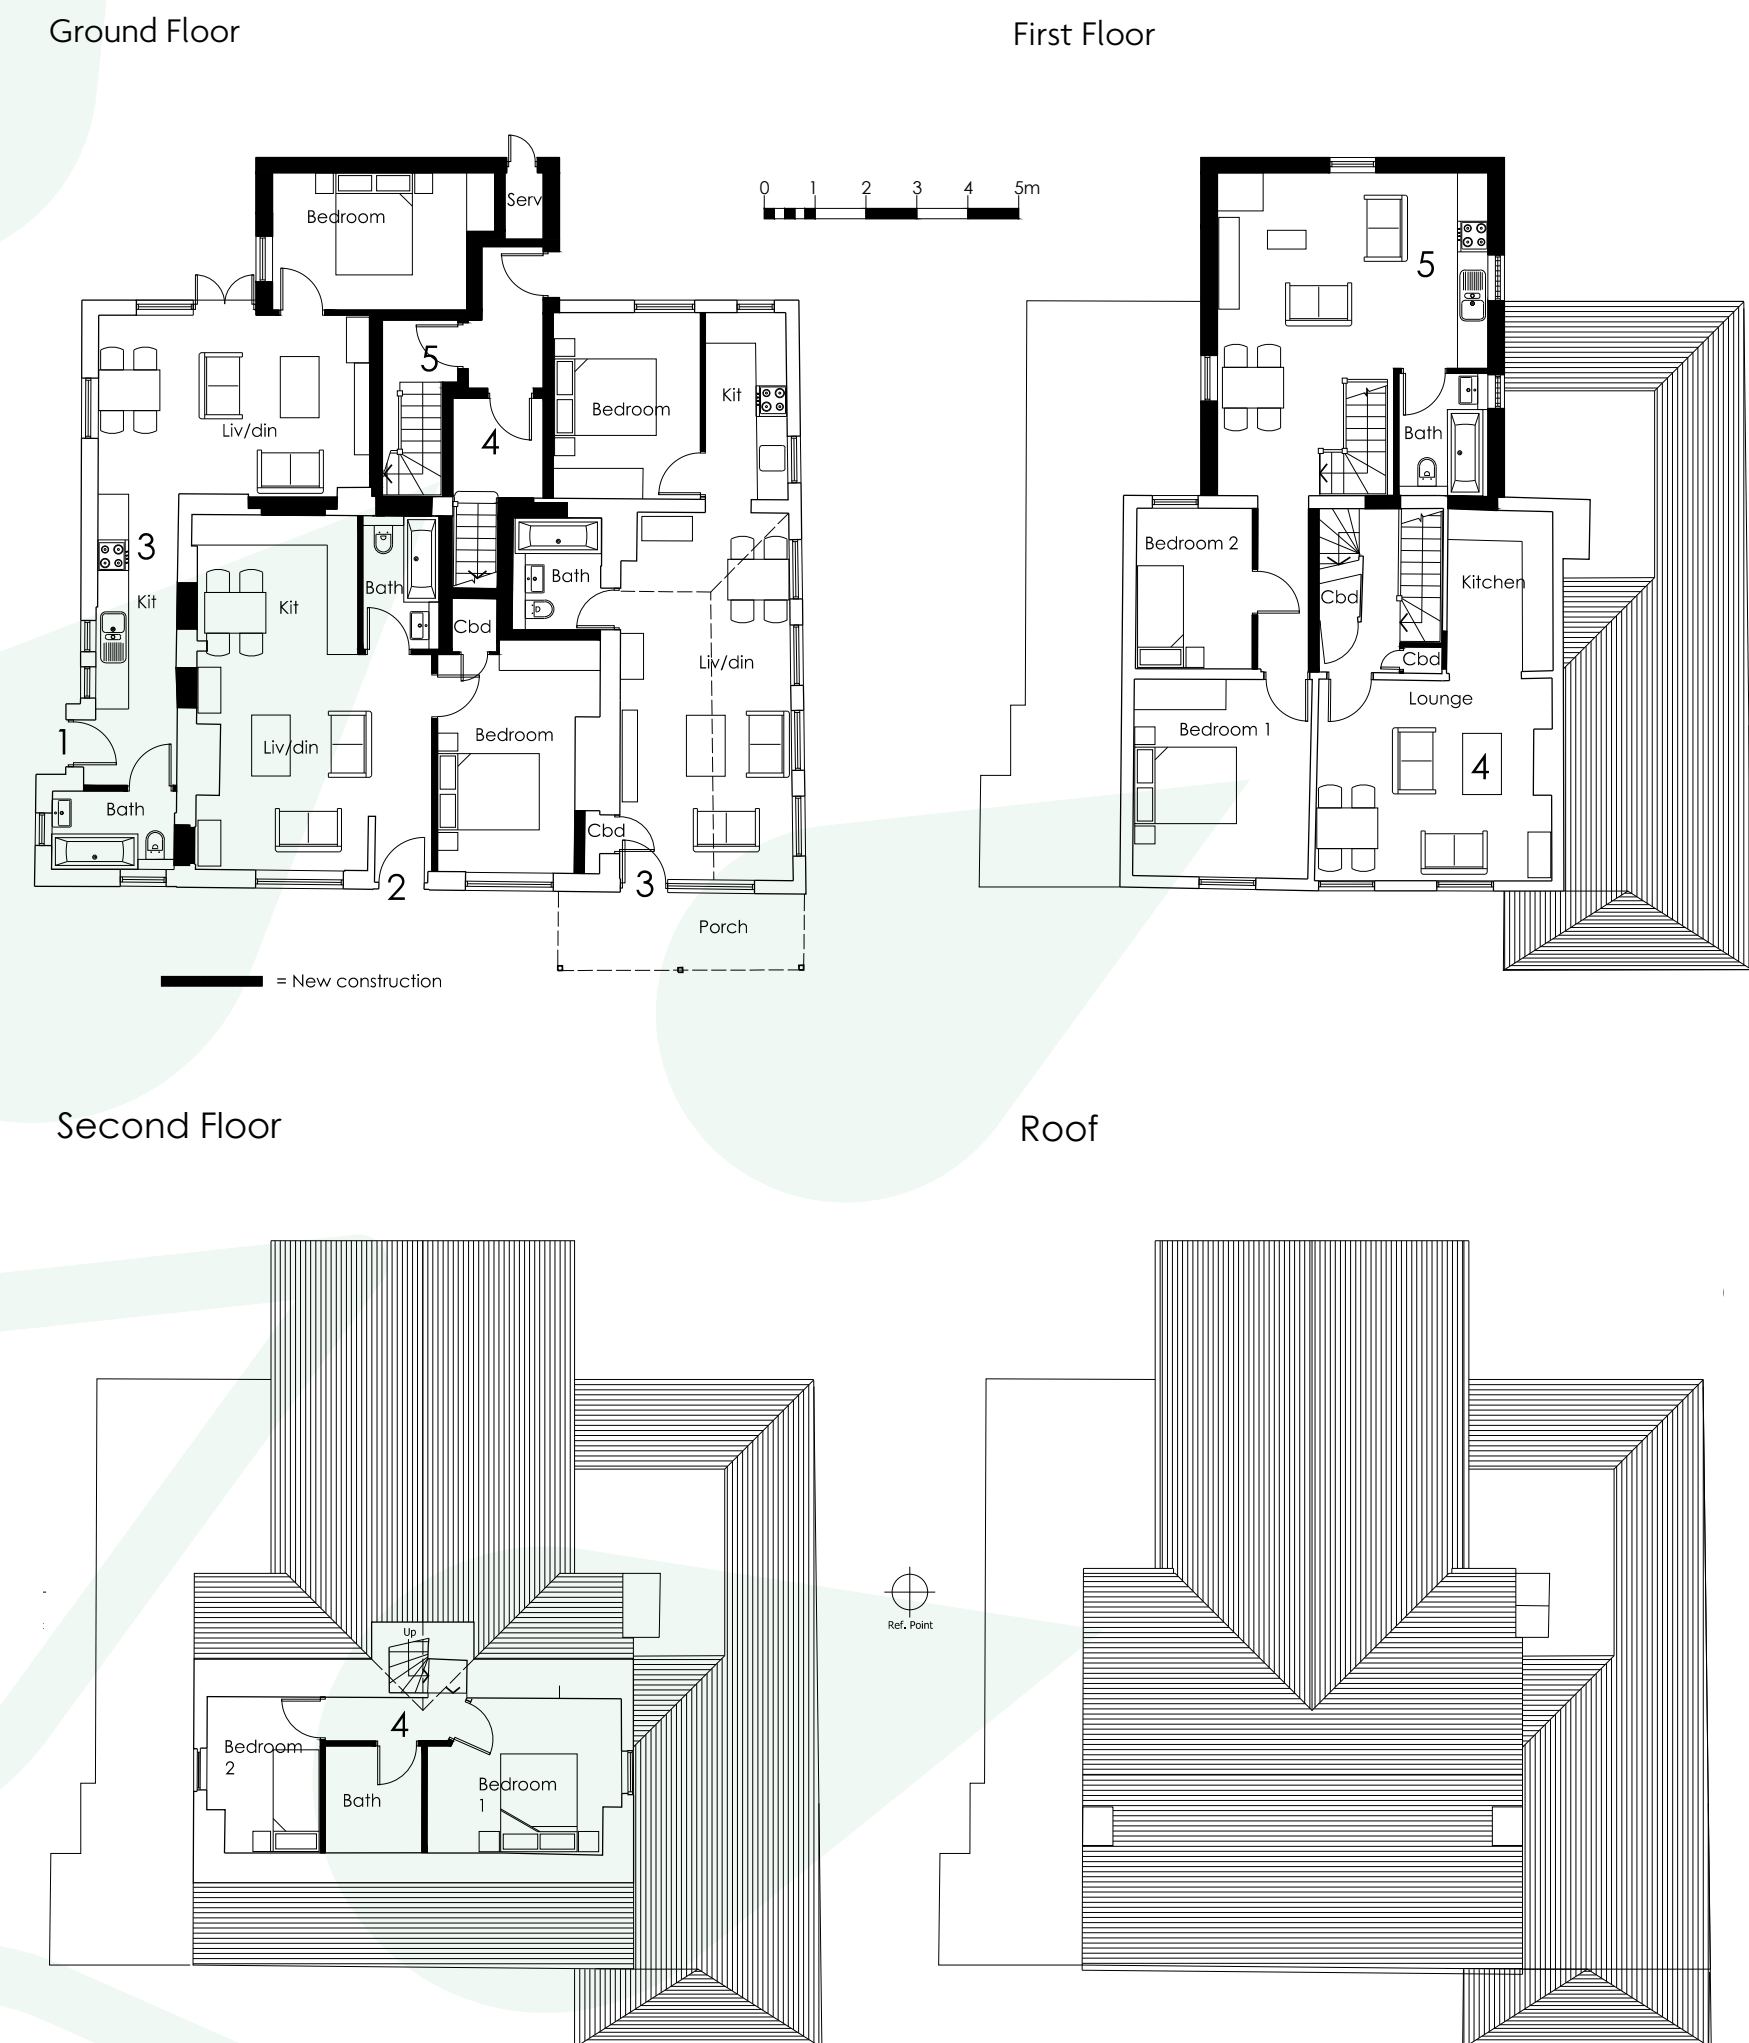 Ground Floor
First Floor
0 1 2 3 4 5m
Serv
Bedroom
5
5
Liv/din
4
Bedroom
Kit
Bath
3
Kit
Kit
Bath
Cbd
Bath
Liv/din
Bedroom 2
Cbd
Kitchen
Cbd
Lounge
1
Liv/din
Bedroom
Bedroom 1
4
Bath
Cbd
2
3
Porch
= New construction
Second Floor
Roof
Up
Ref. Point
4
Bedroom
2
Bath
Bedroom
1